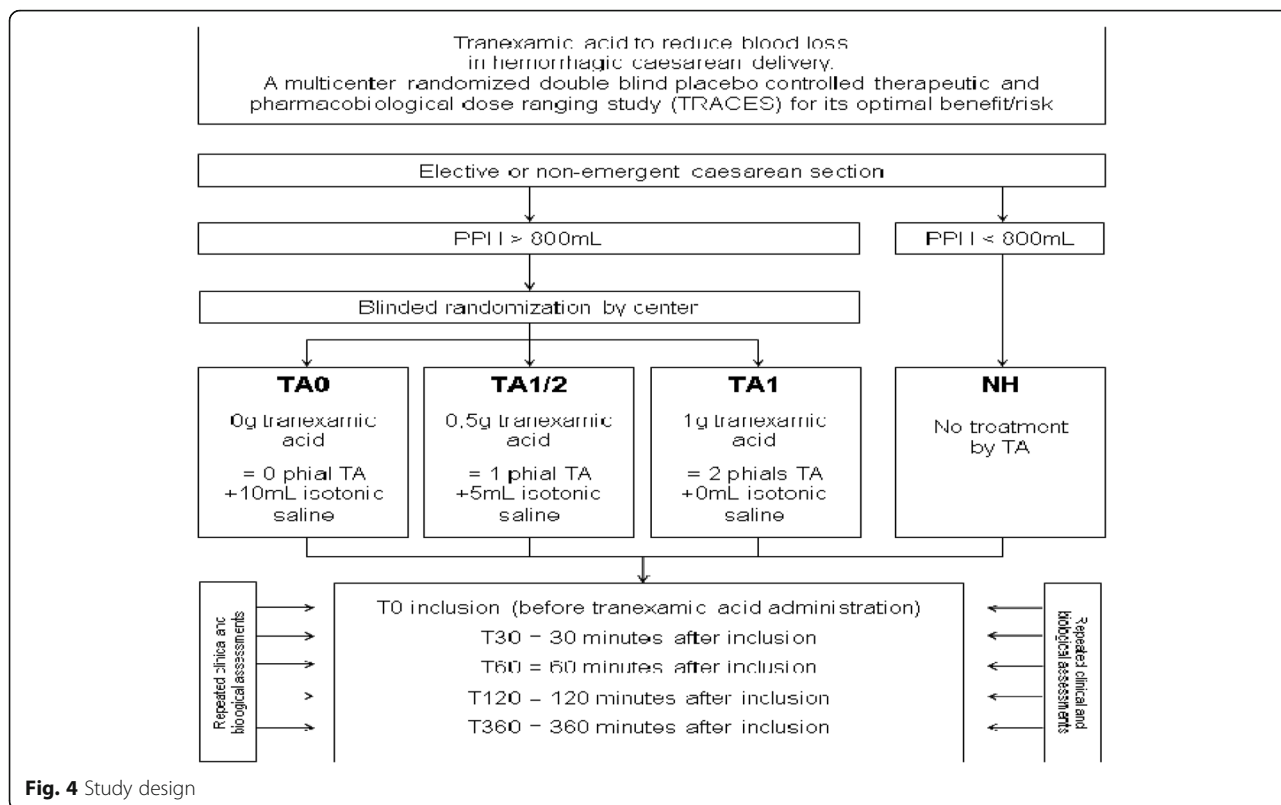 Tranexamic acid to reduce blood loss
in hemorrhagic caesarean delivery.
A multicenter randomized double blind placebo controlled therapeutic and
pharmacobiological dose ranging study (TRACES) for its optimal benefit/risk
Elective or non-emergent caesarean section
PPH > 800mL
PPH < 800mL
Blinded randomization by center
TA0
0g tranexamic
acid
= 0 phial TA
+10mL isotonic
saline
TA1/2
0,5g tranexamic
acid
= 1 phial TA
+5mL isotonic
saline
TA1
1g tranexamic
acid
= 2 phials TA
+0mL isotonic
saline
NH
No treatment
by TA
Repeated clinical and
biological assessments
T0 inclusion (before tranexamic acid administration)
T30 = 30 minutes after inclusion
T60 = 60 minutes after inclusion
T120 = 120 minutes after inclusion
T360 = 360 minutes after inclusion
Repeated clinical and
biological assessments
Fig. 4 Study design